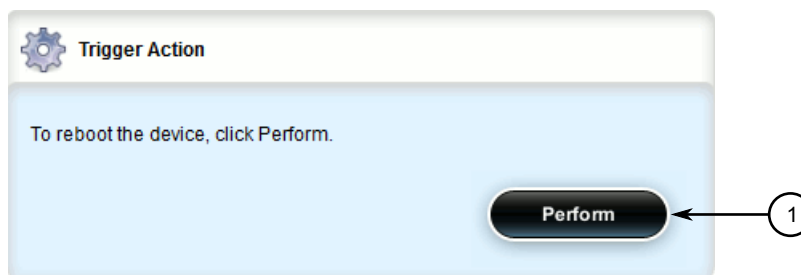 Trigger Action
To reboot the device, click Perform.
Perform
1